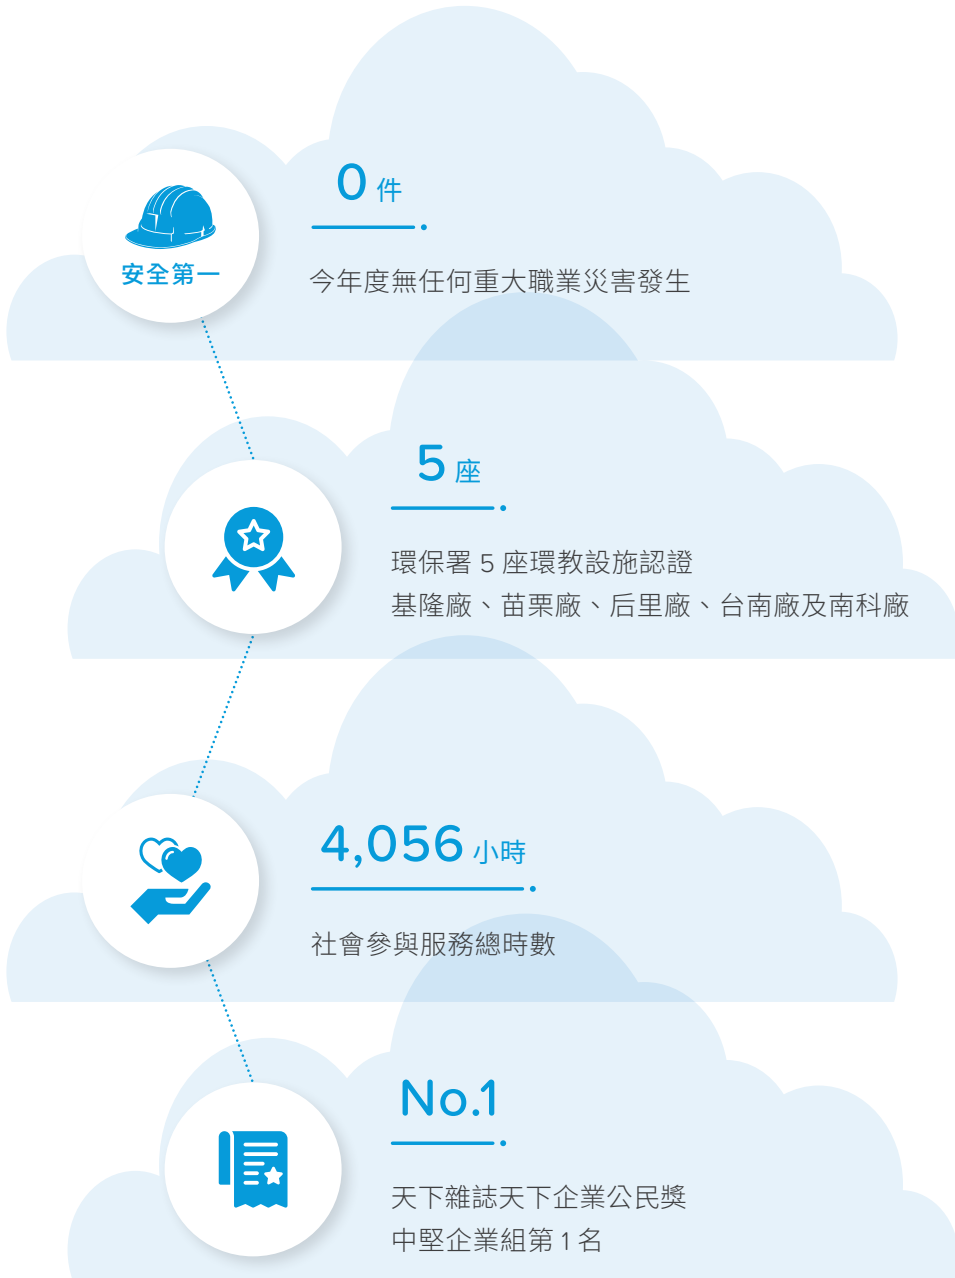 安全第一
0 件
今年度無任何重大職業災害發生
5 座
環保署 5 座環教設施認證
基隆廠、苗栗廠、后里廠、台南廠及南科廠
4,056 小時
社會參與服務總時數
No.1
天下雜誌天下企業公民獎
中堅企業組第 1 名